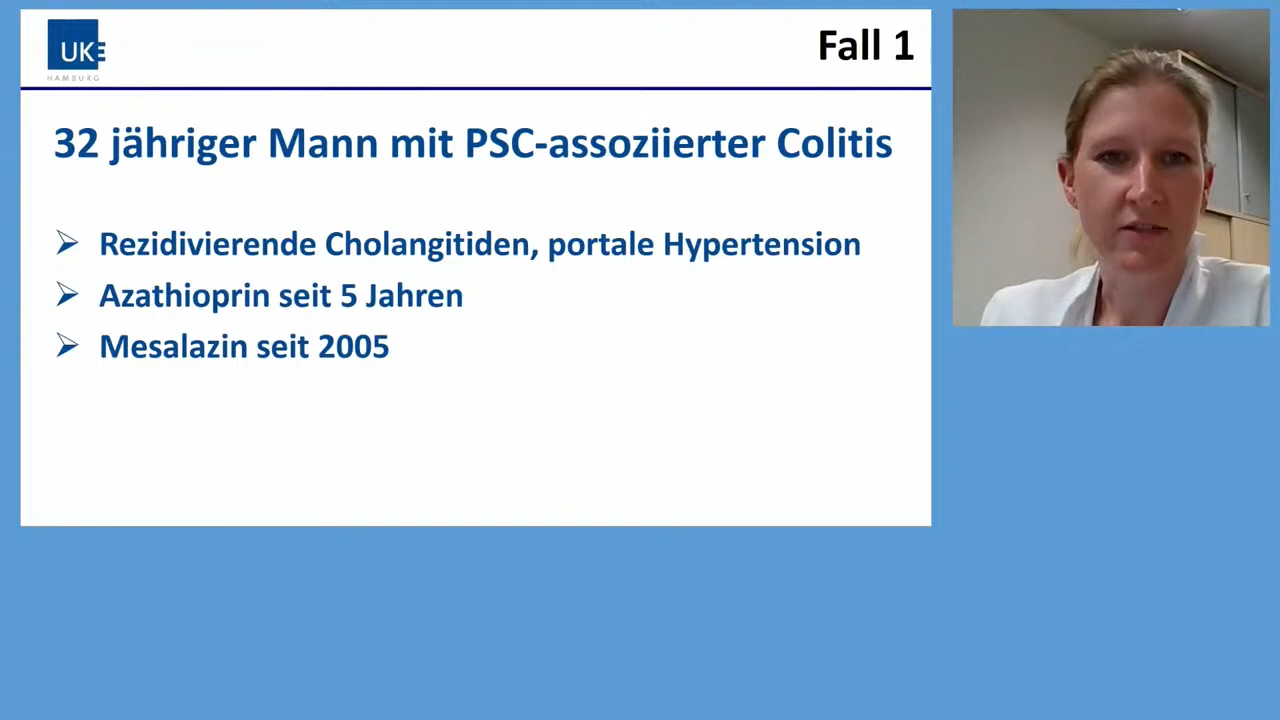 UKE
HAMBURG
Fall 1
32 jähriger Mann mit PSC-assoziierter Colitis
Rezidivierende Cholangitiden, portale Hypertension
Azathioprin seit 5 Jahren
Mesalazin seit 2005